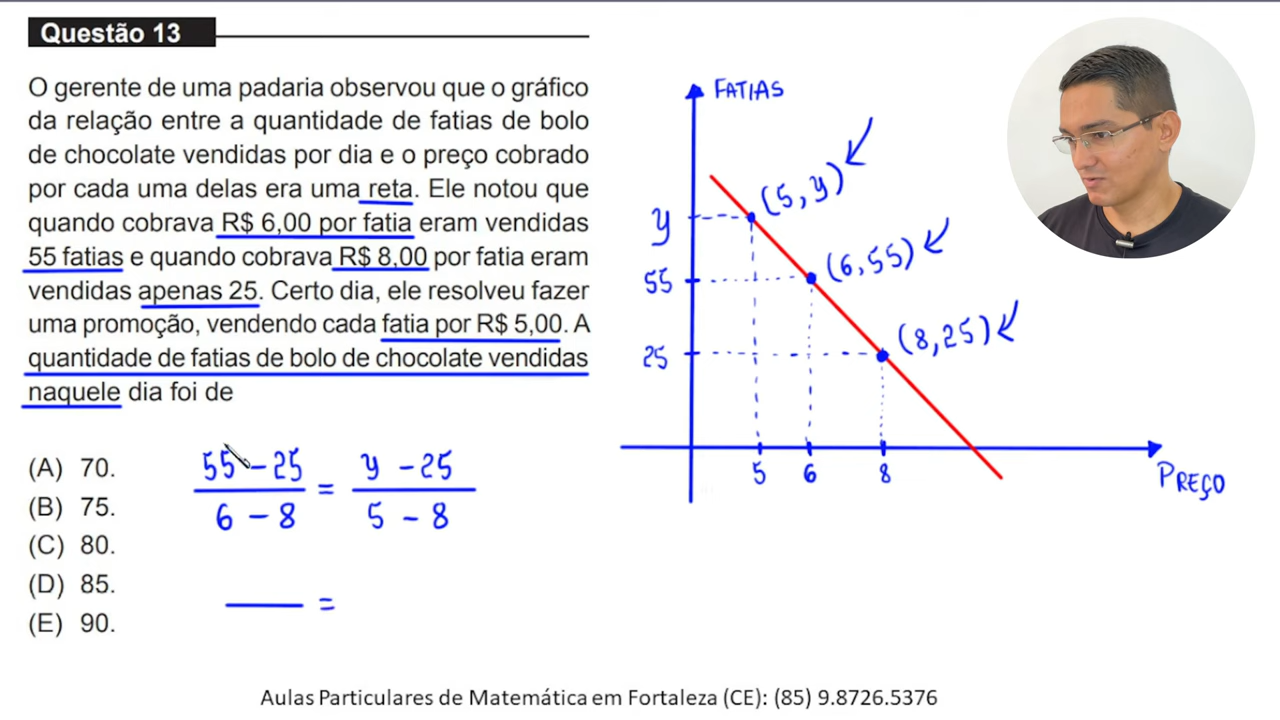 Questão 13
O gerente de uma padaria observou que o gráfico
da relação entre a quantidade de fatias de bolo
de chocolate vendidas por dia e o preço cobrado
por cada uma delas era uma reta. Ele notou que
quando cobrava R$ 6,00 por fatia eram vendidas
55 fatias e quando cobrava R$ 8,00 por fatia eram
vendidas apenas 25. Certo dia, ele resolveu fazer
uma promoção, vendendo cada fatia por R$ 5,00. A
quantidade de fatias de bolo de chocolate vendidas
naquele dia foi de
(A) 70.
(B) 75.
(C) 80.
(D) 85.
(E) 90.
55 - 25 = y - 25
6 - 8 5 - 8
=
FATIAS
(5, y)
y
(6, 55)
55
(8, 25)
25
5 6 8
PREÇO
Aulas Particulares de Matemática em Fortaleza (CE): (85) 9.8726.5376